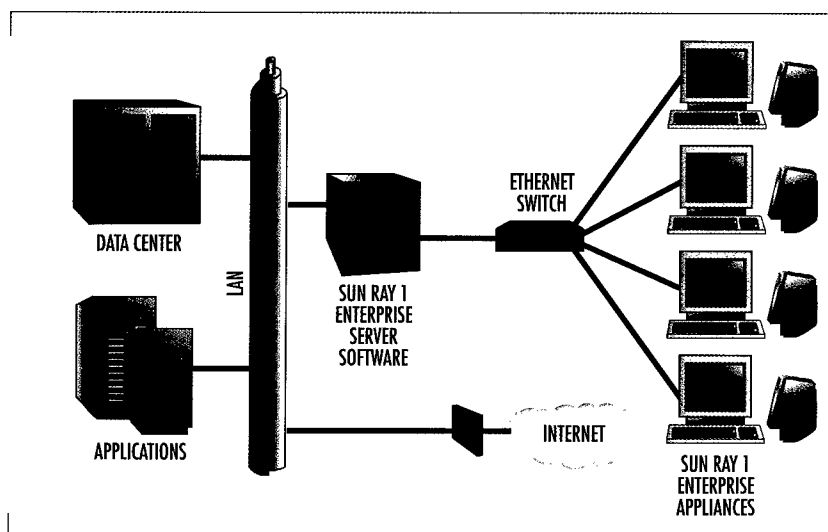 DATA CENTER
APPLICATIONS
LAN
SUN RAY 1
ENTERPRISE
SERVER
SOFTWARE
ETHERNET
SWITCH
INTERNET
SUN RAY 1
ENTERPRISE
APPLIANCES